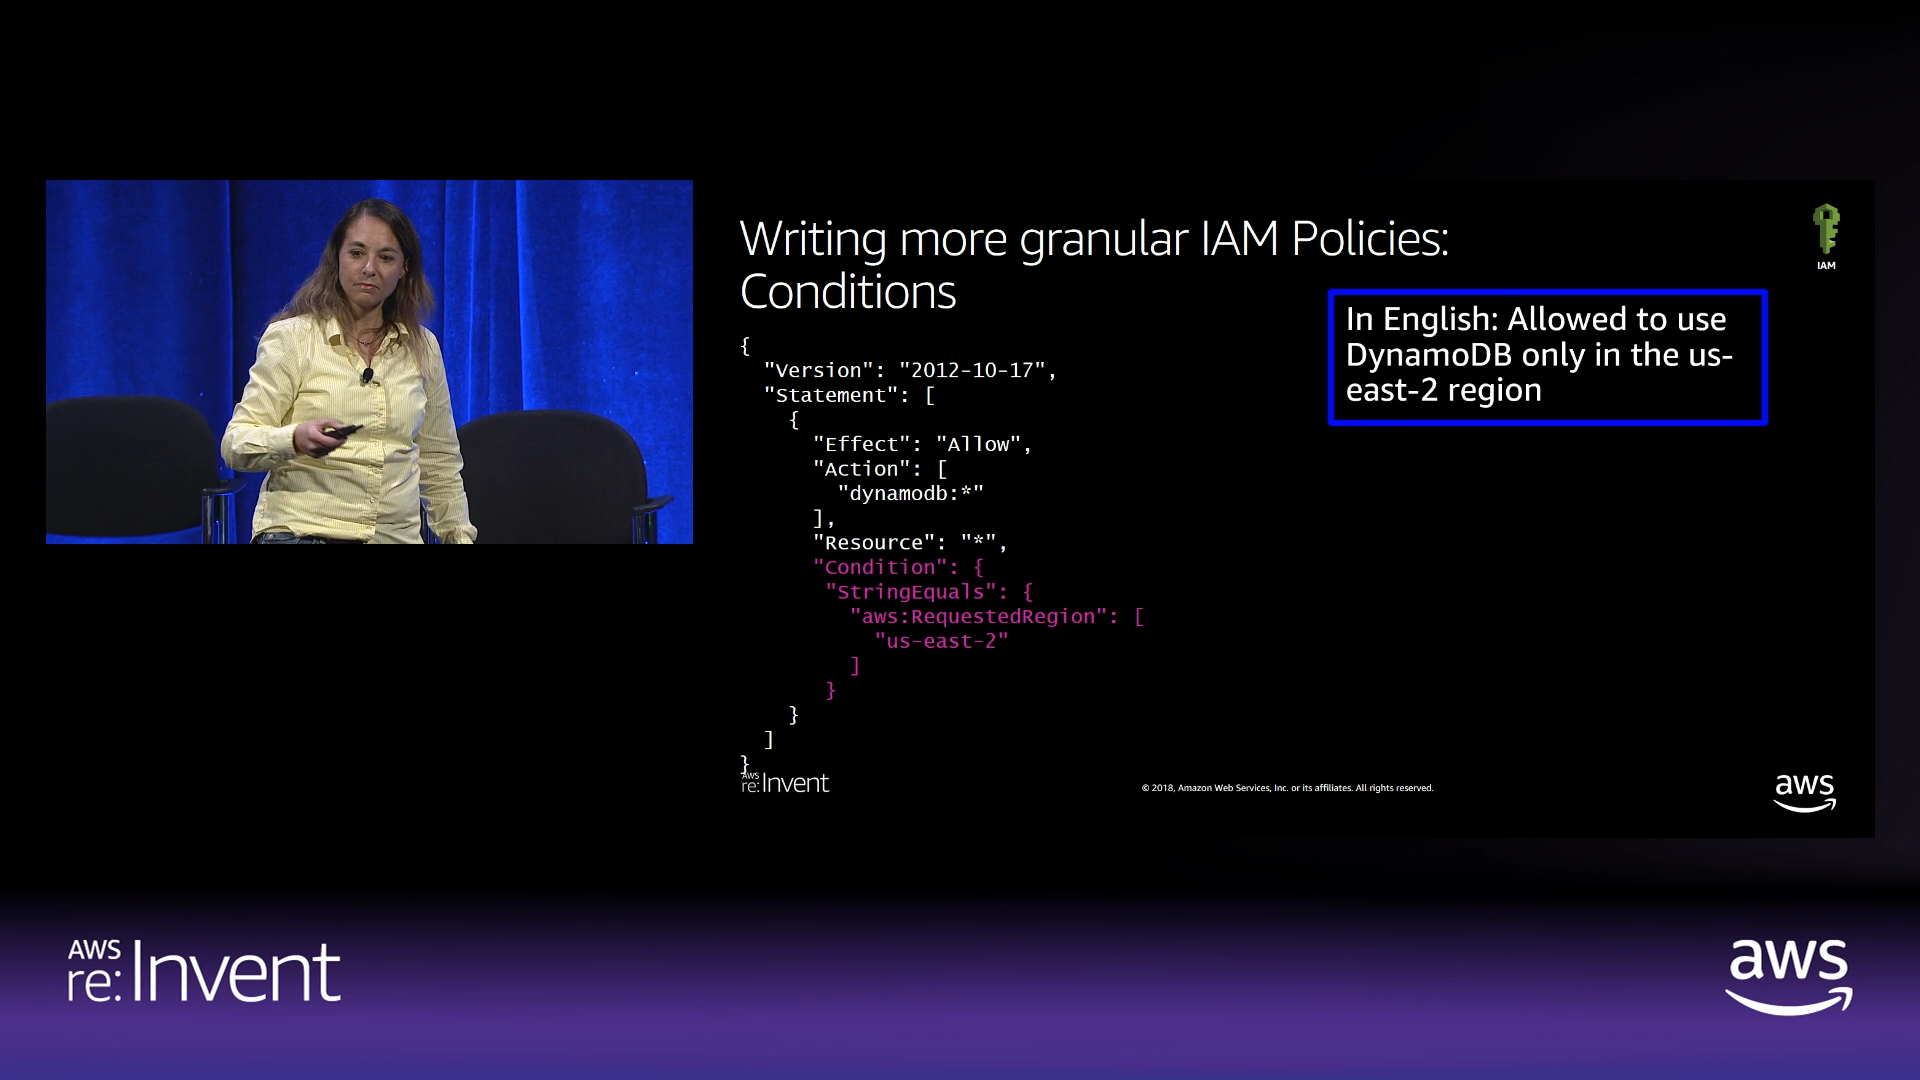 Writing more granular IAM Policies:
Conditions
IAM
In English: Allowed to use
DynamoDB only in the us-
east-2 region
{
"Version": "2012-10-17",
"Statement": [
{
"Effect": "Allow",
"Action": [
"dynamodb:*"
],
"Resource": "*",
"Condition": {
"StringEquals": {
"aws:RequestedRegion": [
"us-east-2"
]
}
}
]
}
AWS
re:Invent
© 2018, Amazon Web Services, Inc. or its affiliates. All rights reserved.
aws
AWS
re:Invent
aws